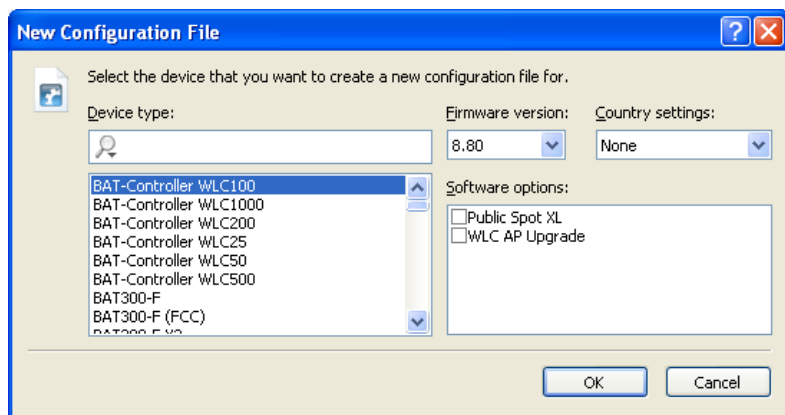 New Configuration File
Select the device that you want to create a new configuration file for.
Device type:
Firmware version:
Country settings:
8.80
None
BAT-Controller WLC100
BAT-Controller WLC1000
BAT-Controller WLC200
BAT-Controller WLC25
BAT-Controller WLC50
BAT-Controller WLC500
BAT300-F
BAT300-F (FCC)
Software options:
Public Spot XL
WLC AP Upgrade
OK
Cancel